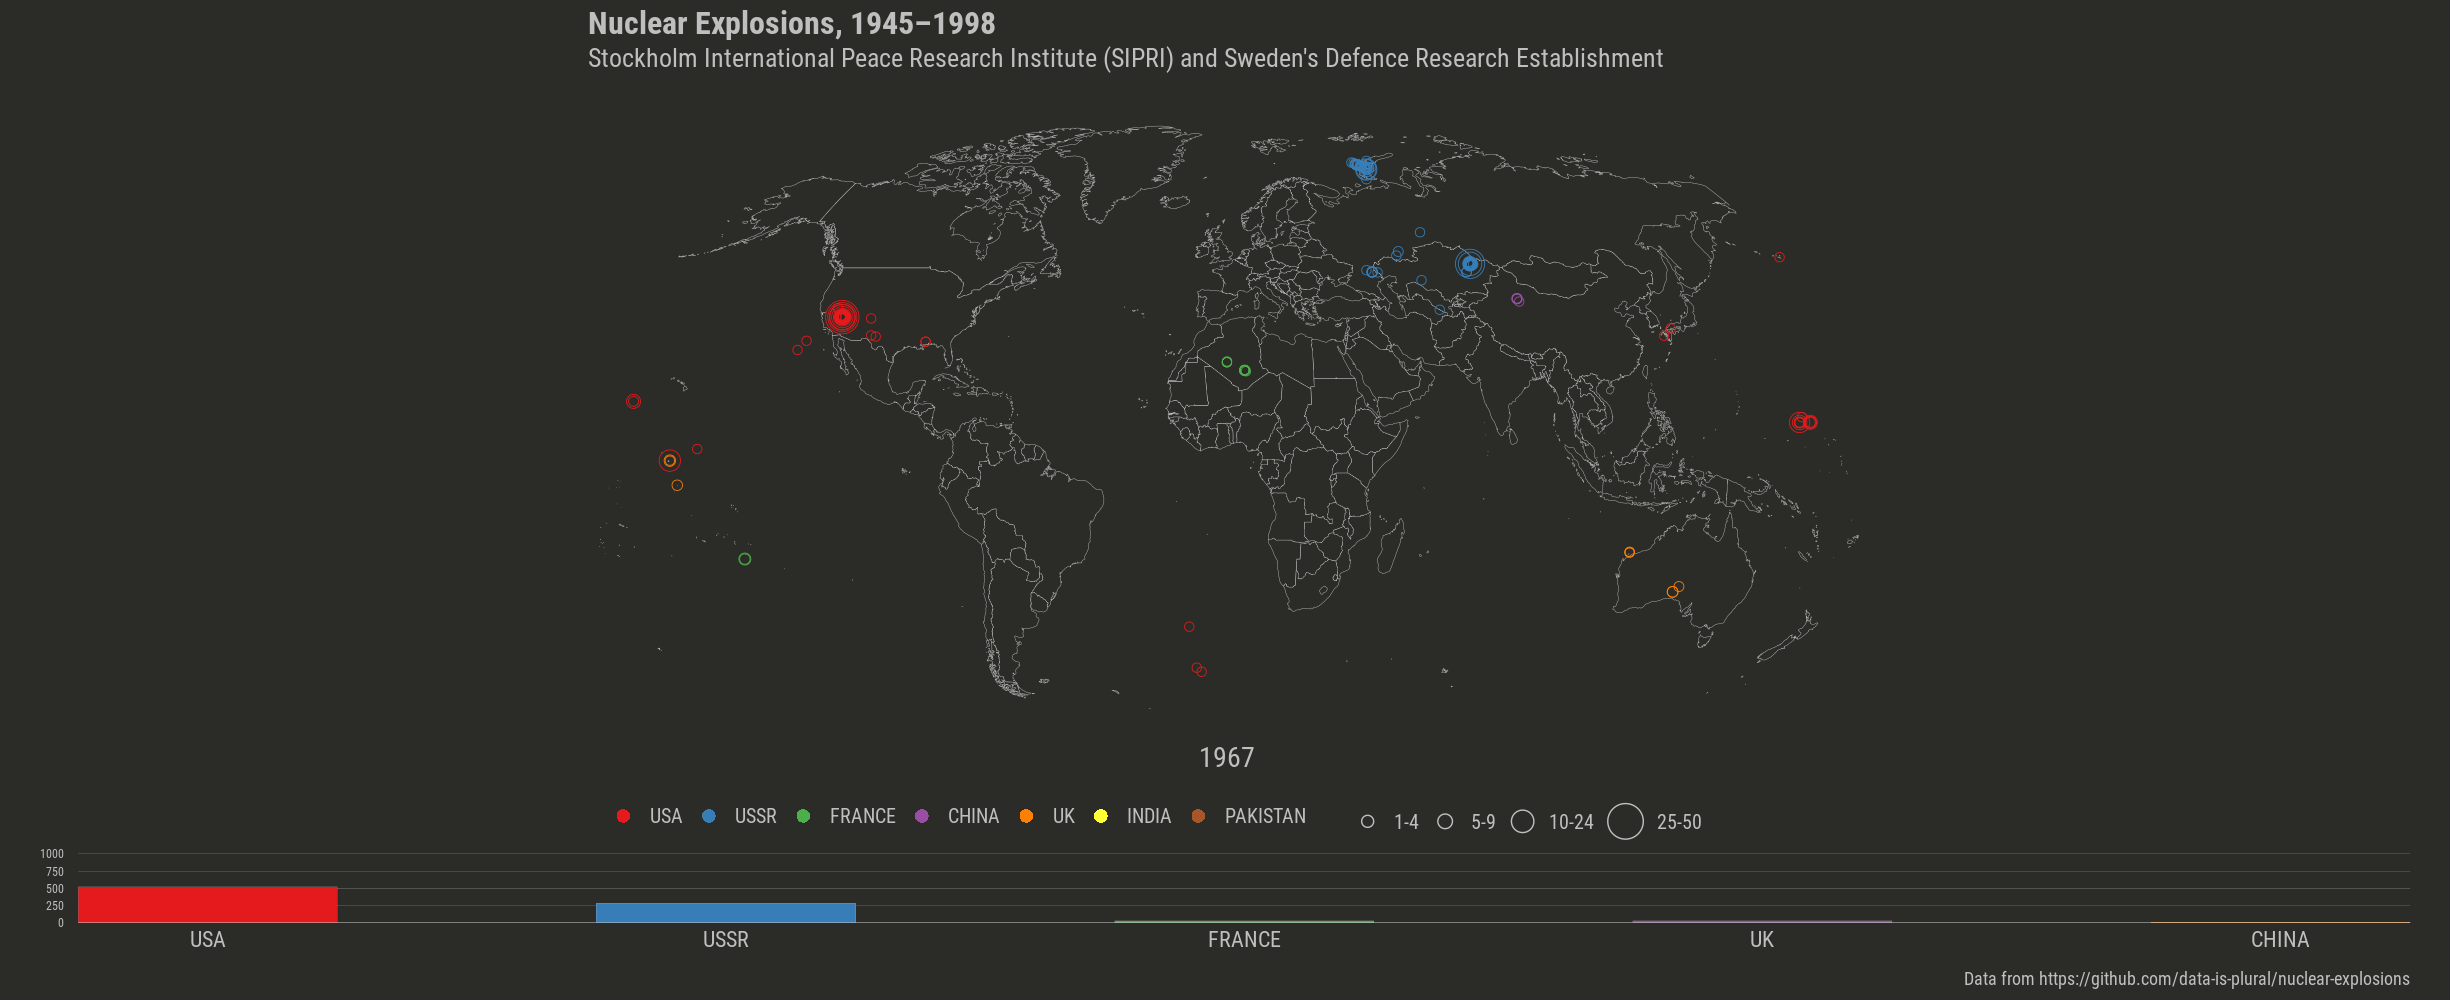 Nuclear Explosions, 1945–1998
Stockholm International Peace Research Institute (SIPRI) and Sweden's Defence Research Establishment
1967
USA USSR FRANCE CHINA UK INDIA PAKISTAN 1-4 5-9 10-24 25-50
1000
750
500
250
0
USA USSR FRANCE UK CHINA
Data from https://github.com/data-is-plural/nuclear-explosions